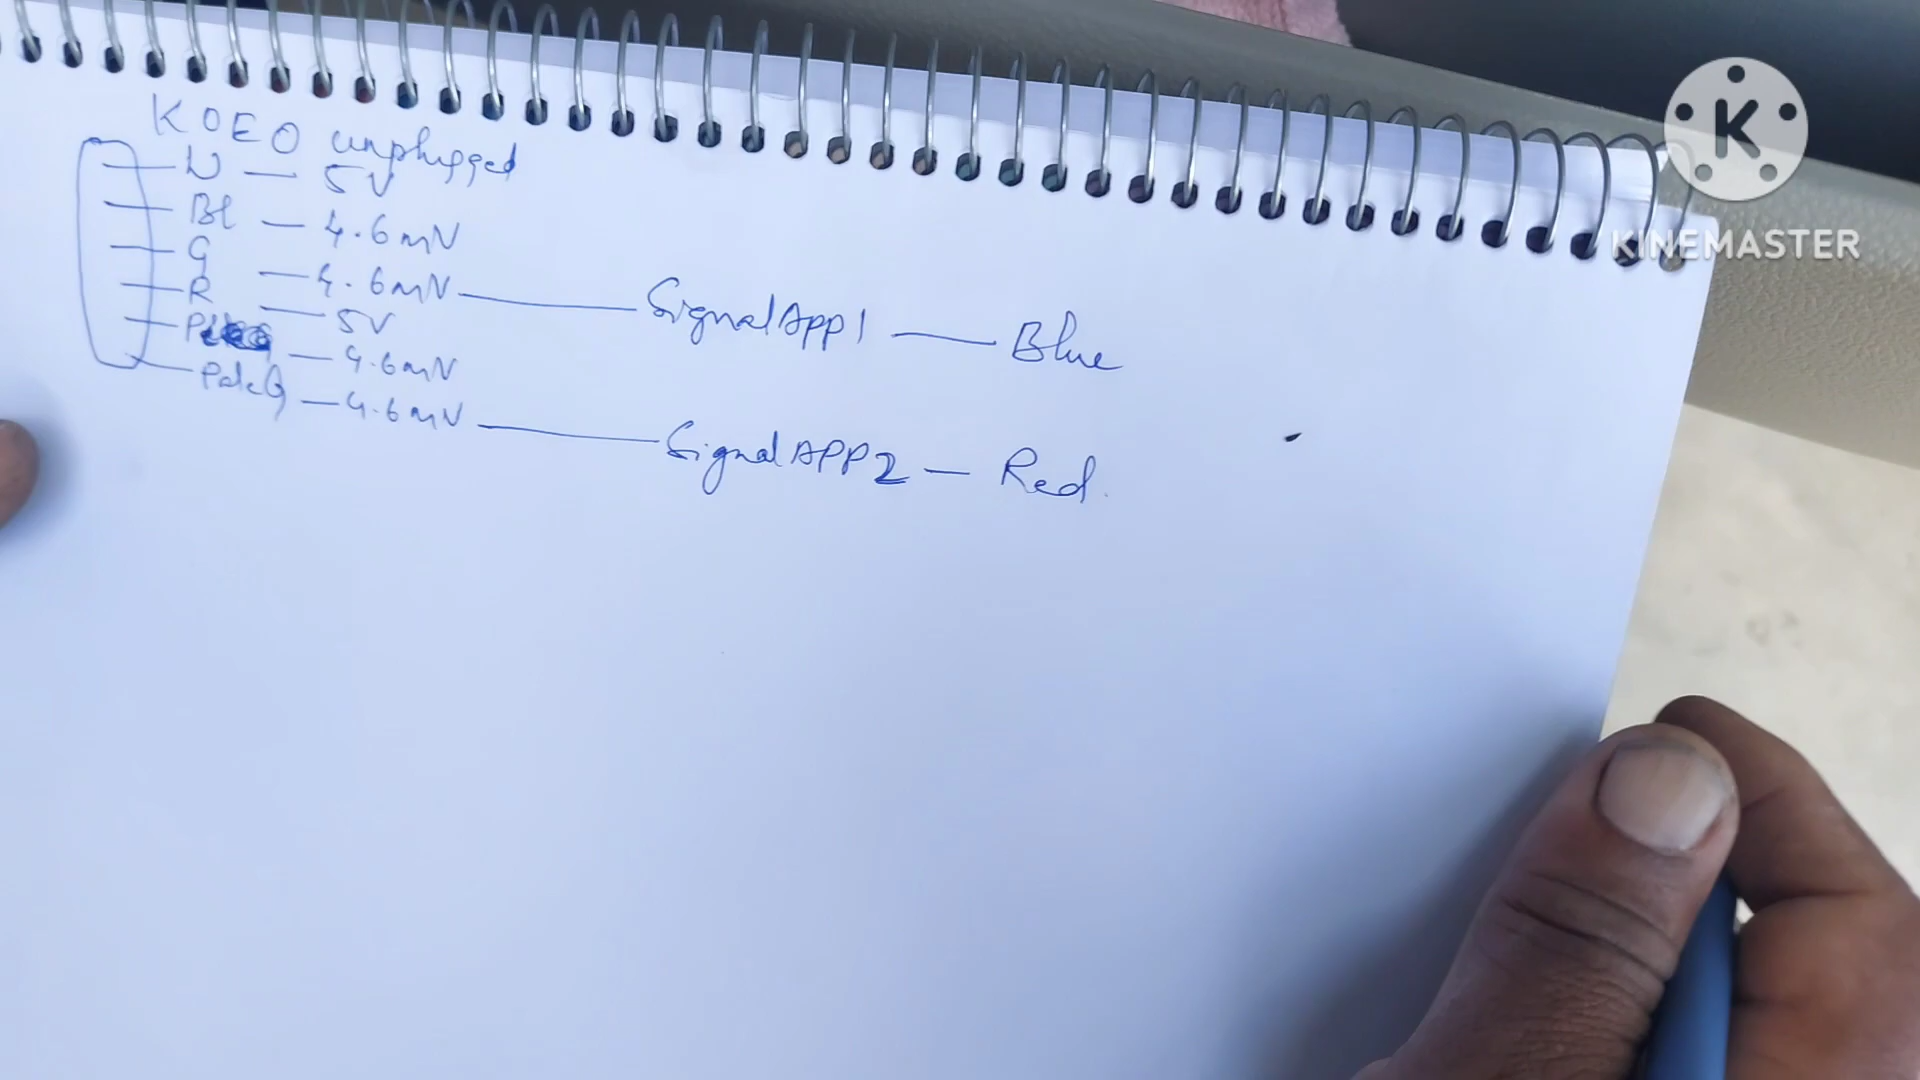 KOEO unplugged
W — 5V
Bl — 4.6mV
G — 4.6mV — Signal App1 — Blue
R — 5V
P — 4.6mV
PaleG — 4.6mV — Signal APP2 — Red.
K
KINEMASTER